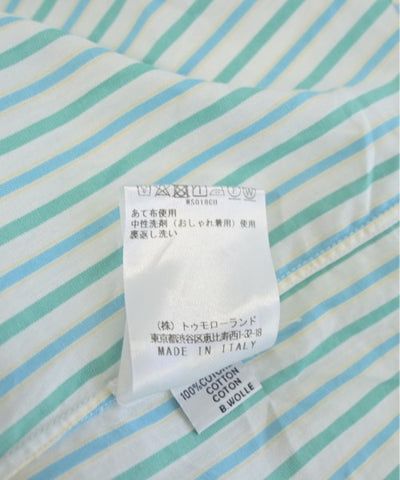 WS018CU
あて布使用
中性洗剤（おしゃれ着用）使用
裏返し洗い
（株）トゥモローランド
東京都渋谷区恵比寿西1-32-18
MADE IN ITALY
100%COTONE
COTTON
COTON
B.WOLLE